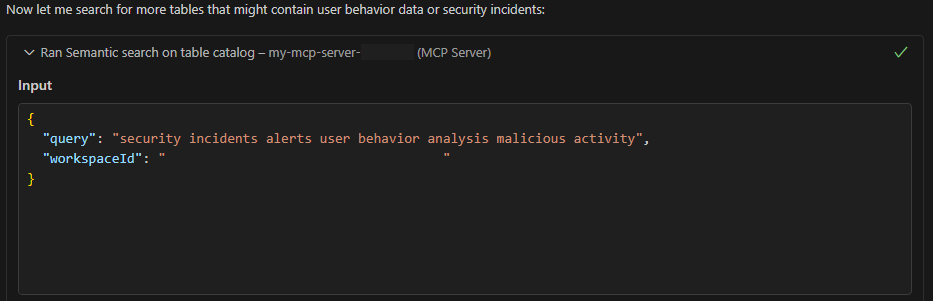 Now let me search for more tables that might contain user behavior data or security incidents:
Ran Semantic search on table catalog – my-mcp-server- (MCP Server)
Input
{
"query": "security incidents alerts user behavior analysis malicious activity",
"workspaceId": " "
}